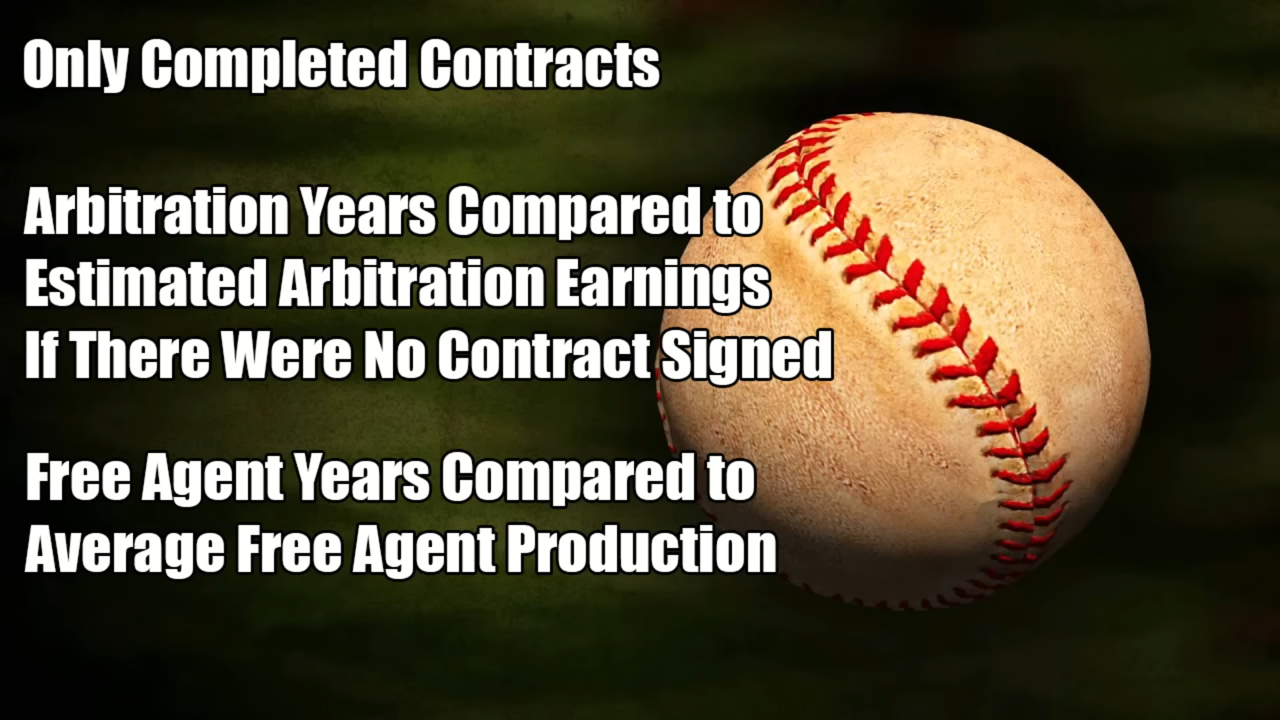 Only Completed Contracts
Arbitration Years Compared to
Estimated Arbitration Earnings
If There Were No Contract Signed
Free Agent Years Compared to
Average Free Agent Production